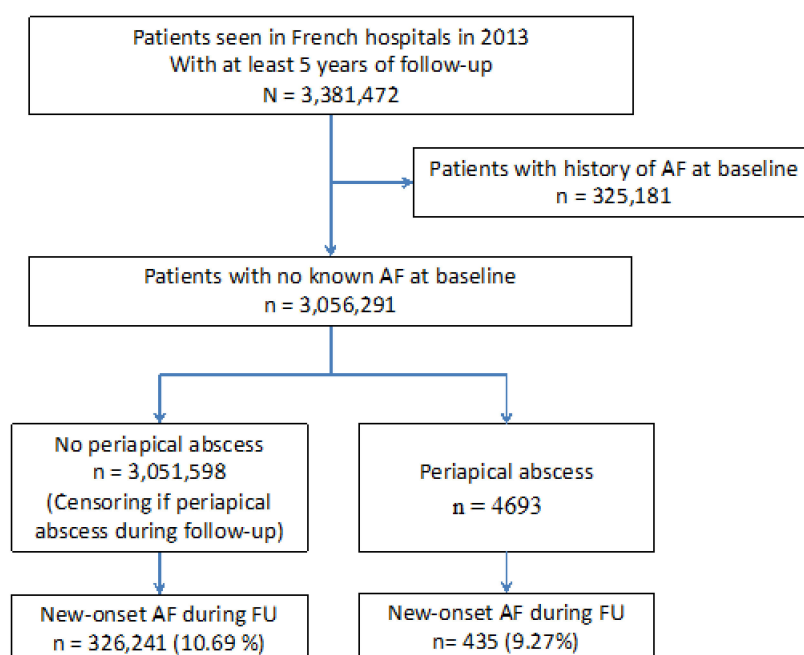 Patients seen in French hospitals in 2013
With at least 5 years of follow-up
N = 3,381,472
Patients with history of AF at baseline
n = 325,181
Patients with no known AF at baseline
n = 3,056,291
No periapical abscess
n = 3,051,598
(Censoring if periapical
abscess during follow-up)
Periapical abscess
n = 4693
New-onset AF during FU
n = 326,241 (10.69 %)
New-onset AF during FU
n= 435 (9.27%)